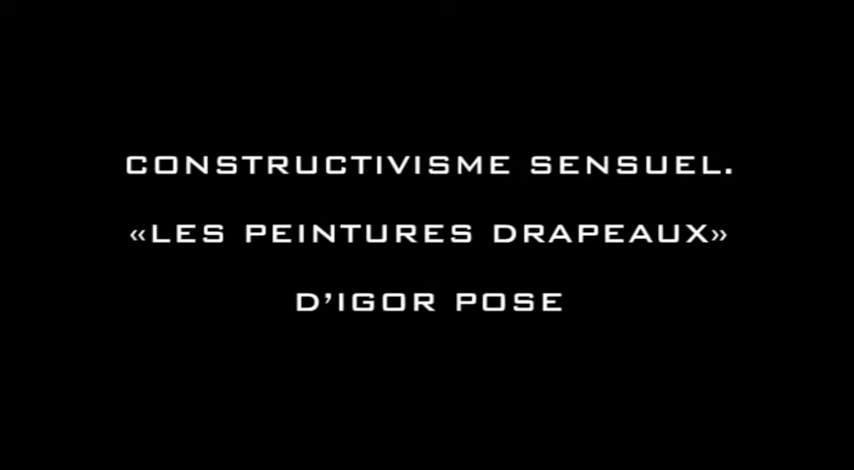 CONSTRUCTIVISME SENSUEL.
«LES PEINTURES DRAPEAUX»
D’IGOR POSE